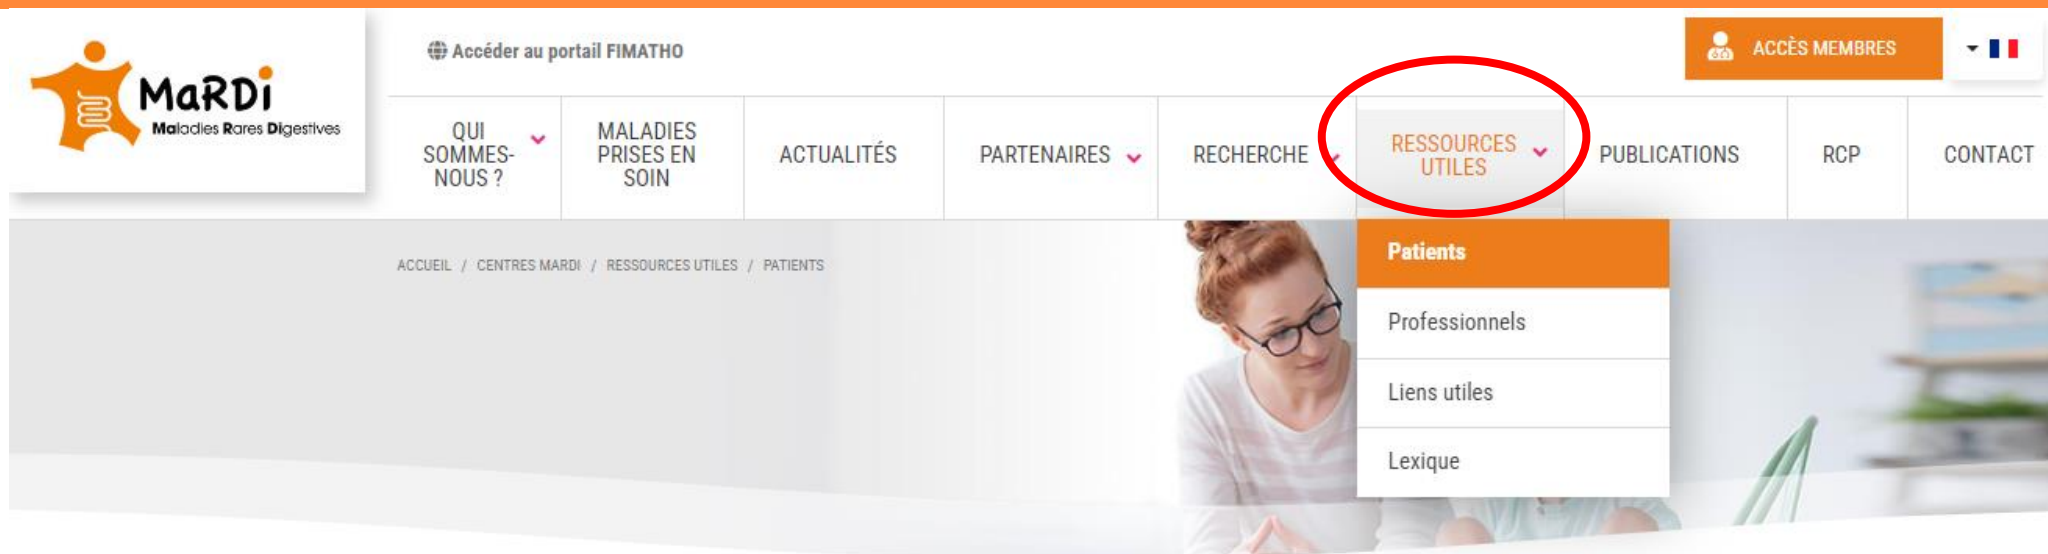 MaRDi
Maladies Rares Digestives
Accéder au portail FIMATHO
ACCÈS MEMBRES
QUI
SOMMES-
NOUS ?
MALADIES
PRISES EN
SOIN
ACTUALITÉS
PARTENAIRES
RECHERCHE
RESSOURCES
UTILES
PUBLICATIONS
RCP
CONTACT
ACCUEIL / CENTRES MARDI / RESSOURCES UTILES / PATIENTS
Patients
Professionnels
Liens utiles
Lexique